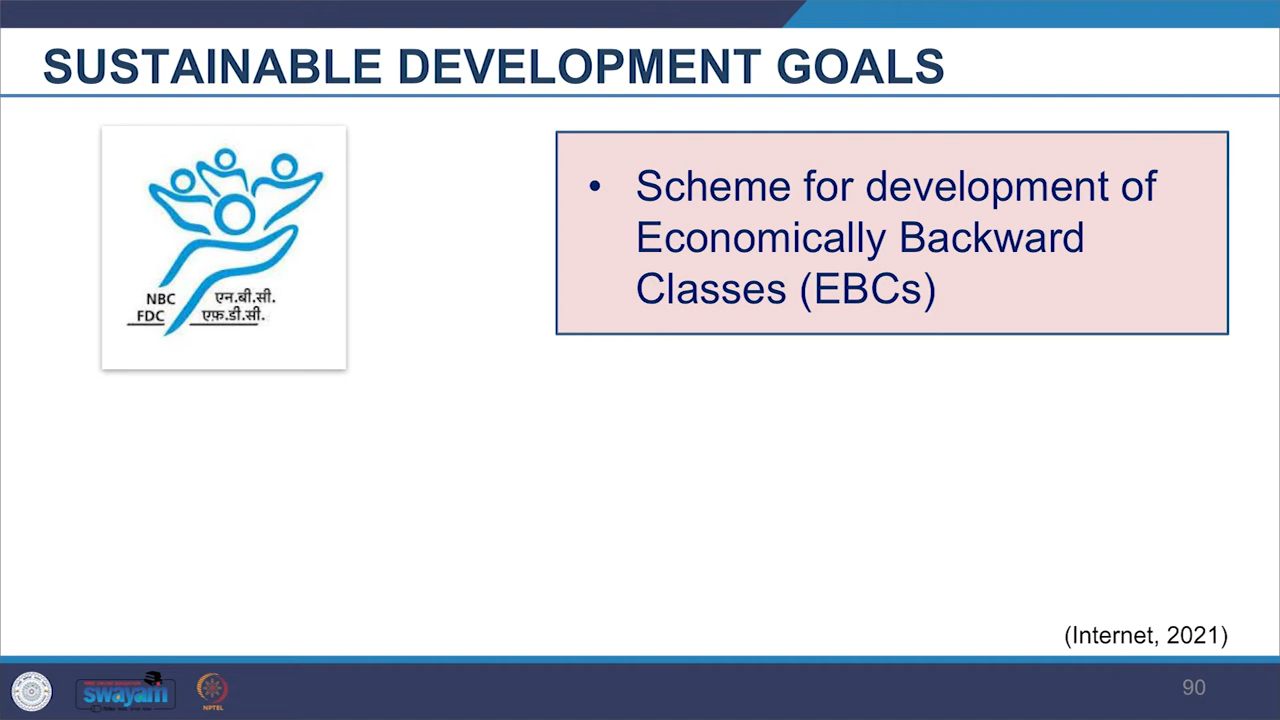 SUSTAINABLE DEVELOPMENT GOALS
NBC एन.बी.सी.
FDC एफ़.डी.सी.
• Scheme for development of
Economically Backward
Classes (EBCs)
(Internet, 2021)
swayam
NPTEL
90